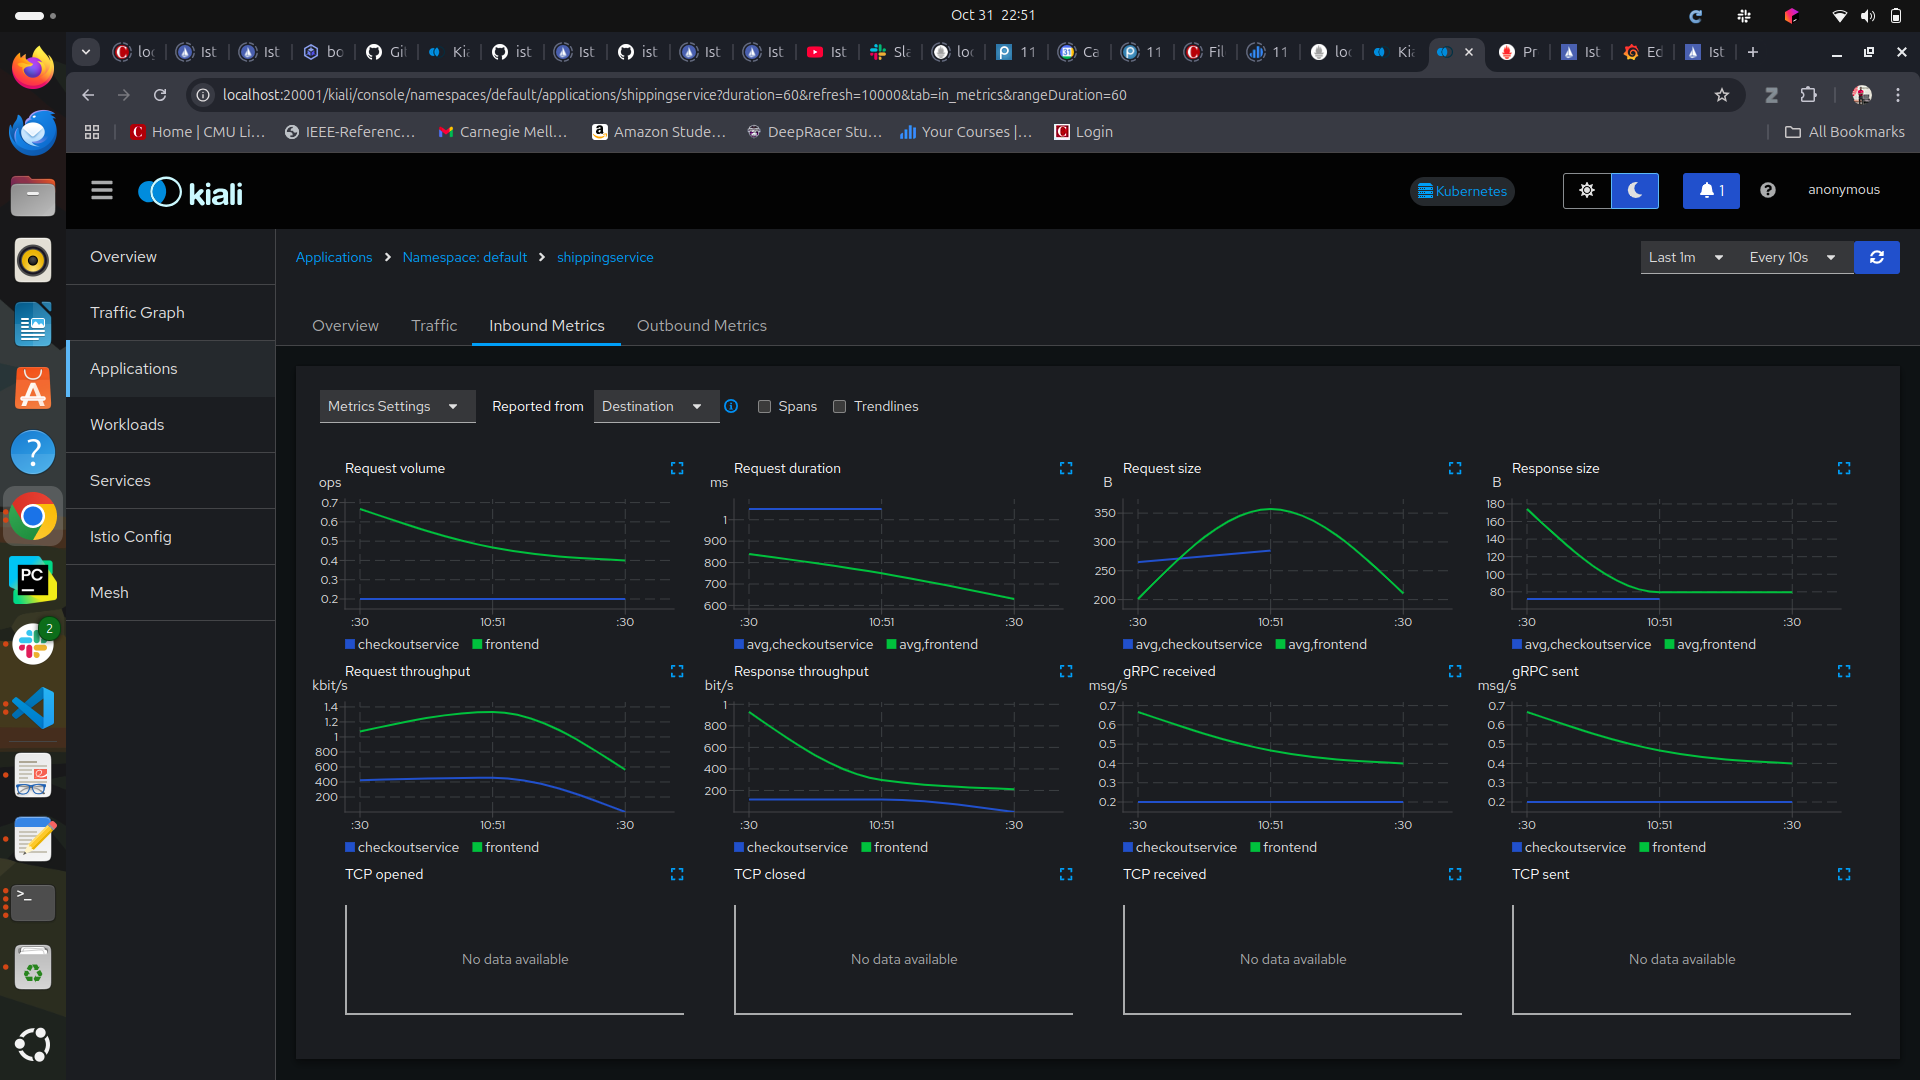 Oct 31 22:51
loc
Ist
Ist
bo
Git
Kia
ist
Ist
ist
Ist
Ist
Ist
Sla
loc
11
Ca
11
Fil
11
loc
Kia
Pr
Ist
Ed
Ist
localhost:20001/kiali/console/namespaces/default/applications/shippingservice?duration=60&refresh=10000&tab=in_metrics&rangeDuration=60
Home | CMU Li...
IEEE-Referenc...
Carnegie Mell...
Amazon Stude...
DeepRacer Stu...
Your Courses |...
Login
All Bookmarks
kiali
Kubernetes
1
anonymous
Overview
Traffic Graph
Applications
Workloads
Services
Istio Config
Mesh
Applications
Namespace: default
shippingservice
Last 1m
Every 10s
Overview
Traffic
Inbound Metrics
Outbound Metrics
Metrics Settings
Reported from
Destination
Spans
Trendlines
Request volume
ops
0.7
0.6
0.5
0.4
0.3
0.2
:30
10:51
:30
checkoutservice
frontend
Request duration
ms
1
900
800
700
600
:30
10:51
:30
avg,checkoutservice
avg,frontend
Request size
B
350
300
250
200
:30
10:51
:30
avg,checkoutservice
avg,frontend
Response size
B
180
160
140
120
100
80
:30
10:51
:30
avg,checkoutservice
avg,frontend
Request throughput
kbit/s
1.4
1.2
1
800
600
400
200
:30
10:51
:30
checkoutservice
frontend
Response throughput
bit/s
1
800
600
400
200
:30
10:51
:30
checkoutservice
frontend
gRPC received
msg/s
0.7
0.6
0.5
0.4
0.3
0.2
:30
10:51
:30
checkoutservice
frontend
gRPC sent
msg/s
0.7
0.6
0.5
0.4
0.3
0.2
:30
10:51
:30
checkoutservice
frontend
TCP opened
No data available
TCP closed
No data available
TCP received
No data available
TCP sent
No data available
PC
2